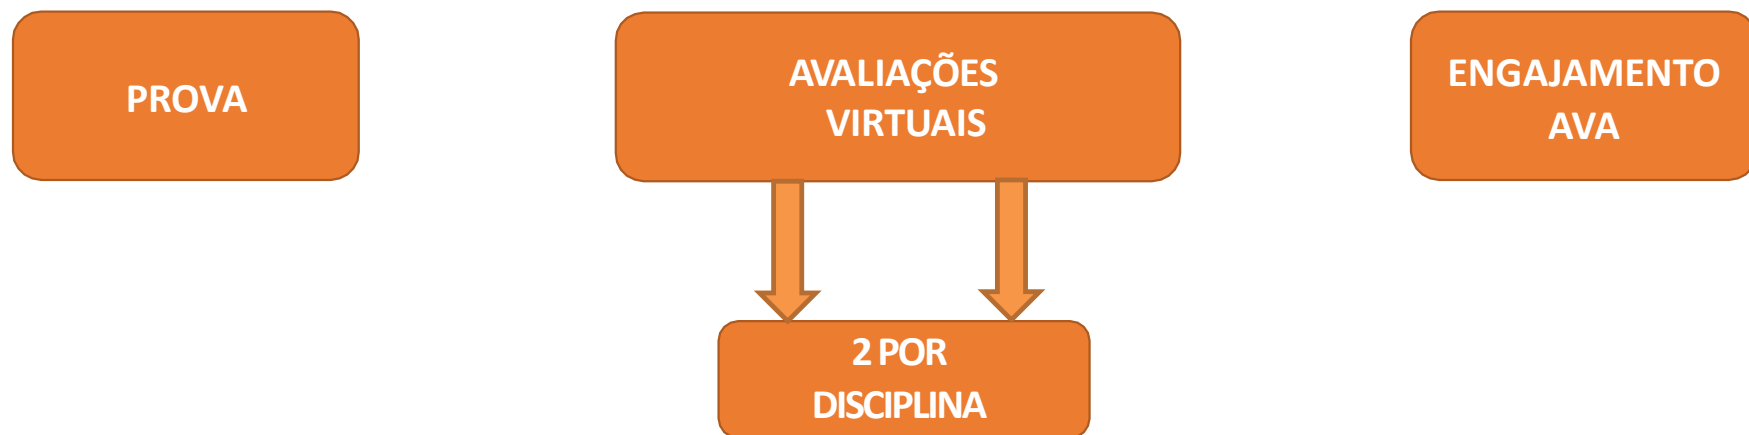 PROVA
AVALIAÇÕES
VIRTUAIS
ENGAJAMENTO
AVA
2 POR
DISCIPLINA